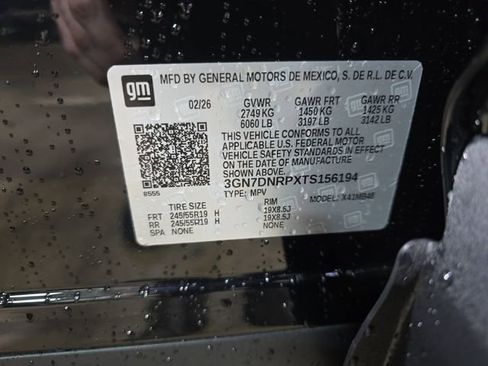 gm
MFD BY GENERAL MOTORS DE MEXICO, S. DE R.L. DE C.V.
02/26 GVWR GAWR FRT GAWR RR
2749 KG 1450 KG 1425 KG
6060 LB 3197 LB 3142 LB
THIS VEHICLE CONFORMS TO ALL
APPLICABLE U.S. FEDERAL MOTOR
VEHICLE SAFETY STANDARDS IN EFFECT
ON THE DATE OF MANUFACTURE
SHOWN ABOVE.
3GN7DNRPXTS156194
8555 TYPE: MPV MODEL: X41MB48
TIRE SIZE RIM
FRT 245/55R19 H 19X8.5J
RR 245/55R19 H 19X8.5J
SPA NONE NONE